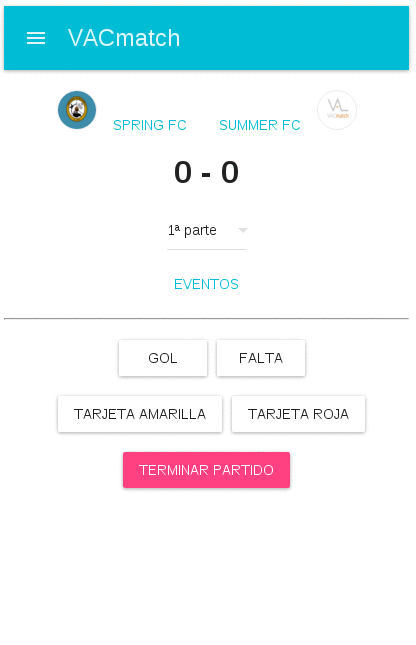 VACmatch
SPRING FC SUMMER FC
0 - 0
1ª parte
EVENTOS
GOL FALTA
TARJETA AMARILLA TARJETA ROJA
TERMINAR PARTIDO